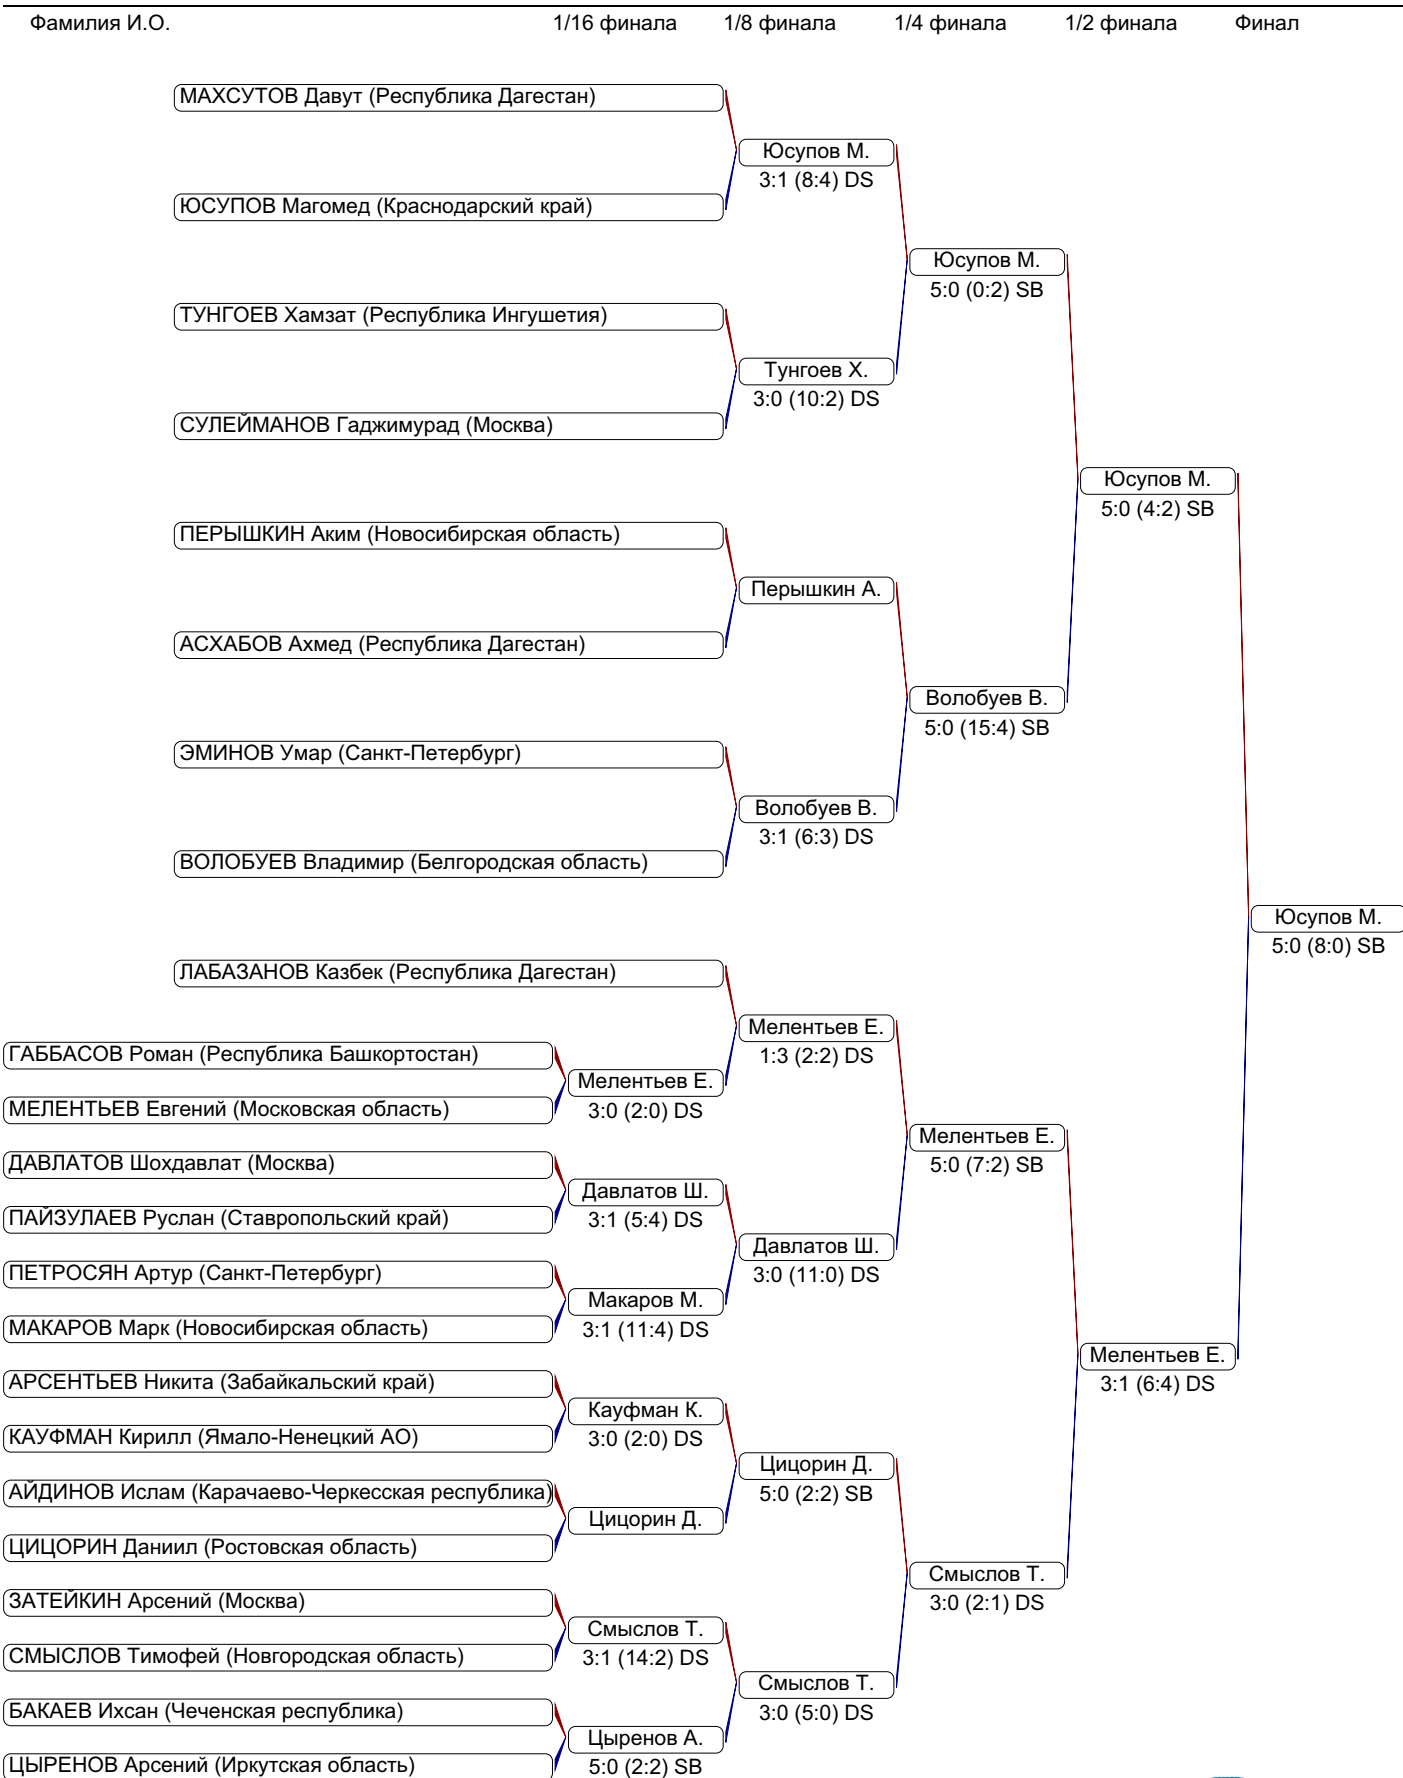 Фамилия И.О. 1/16 финала 1/8 финала 1/4 финала 1/2 финала Финал
МАХСУТОВ Давут (Республика Дагестан)
Юсупов М.
3:1 (8:4) DS
ЮСУПОВ Магомед (Краснодарский край)
Юсупов М.
5:0 (0:2) SB
ТУНГОЕВ Хамзат (Республика Ингушетия)
Тунгоев Х.
3:0 (10:2) DS
СУЛЕЙМАНОВ Гаджимурад (Москва)
Юсупов М.
5:0 (4:2) SB
ПЕРЫШКИН Аким (Новосибирская область)
Перышкин А.
АСХАБОВ Ахмед (Республика Дагестан)
Волобуев В.
5:0 (15:4) SB
ЭМИНОВ Умар (Санкт-Петербург)
Волобуев В.
3:1 (6:3) DS
ВОЛОБУЕВ Владимир (Белгородская область)
Юсупов М.
5:0 (8:0) SB
ЛАБАЗАНОВ Казбек (Республика Дагестан)
Мелентьев Е.
1:3 (2:2) DS
ГАББАСОВ Роман (Республика Башкортостан)
Мелентьев Е.
3:0 (2:0) DS
МЕЛЕНТЬЕВ Евгений (Московская область)
Мелентьев Е.
5:0 (7:2) SB
ДАВЛАТОВ Шохдавлат (Москва)
Давлатов Ш.
3:1 (5:4) DS
ПАЙЗУЛАЕВ Руслан (Ставропольский край)
Давлатов Ш.
3:0 (11:0) DS
ПЕТРОСЯН Артур (Санкт-Петербург)
Макаров М.
3:1 (11:4) DS
МАКАРОВ Марк (Новосибирская область)
Мелентьев Е.
3:1 (6:4) DS
АРСЕНТЬЕВ Никита (Забайкальский край)
Кауфман К.
3:0 (2:0) DS
КАУФМАН Кирилл (Ямало-Ненецкий АО)
Цицорин Д.
5:0 (2:2) SB
АЙДИНОВ Ислам (Карачаево-Черкесская республика)
Цицорин Д.
ЦИЦОРИН Даниил (Ростовская область)
Смыслов Т.
3:0 (2:1) DS
ЗАТЕЙКИН Арсений (Москва)
Смыслов Т.
3:1 (14:2) DS
СМЫСЛОВ Тимофей (Новгородская область)
Смыслов Т.
3:0 (5:0) DS
БАКАЕВ Ихсан (Чеченская республика)
Цыренов А.
5:0 (2:2) SB
ЦЫРЕНОВ Арсений (Иркутская область)